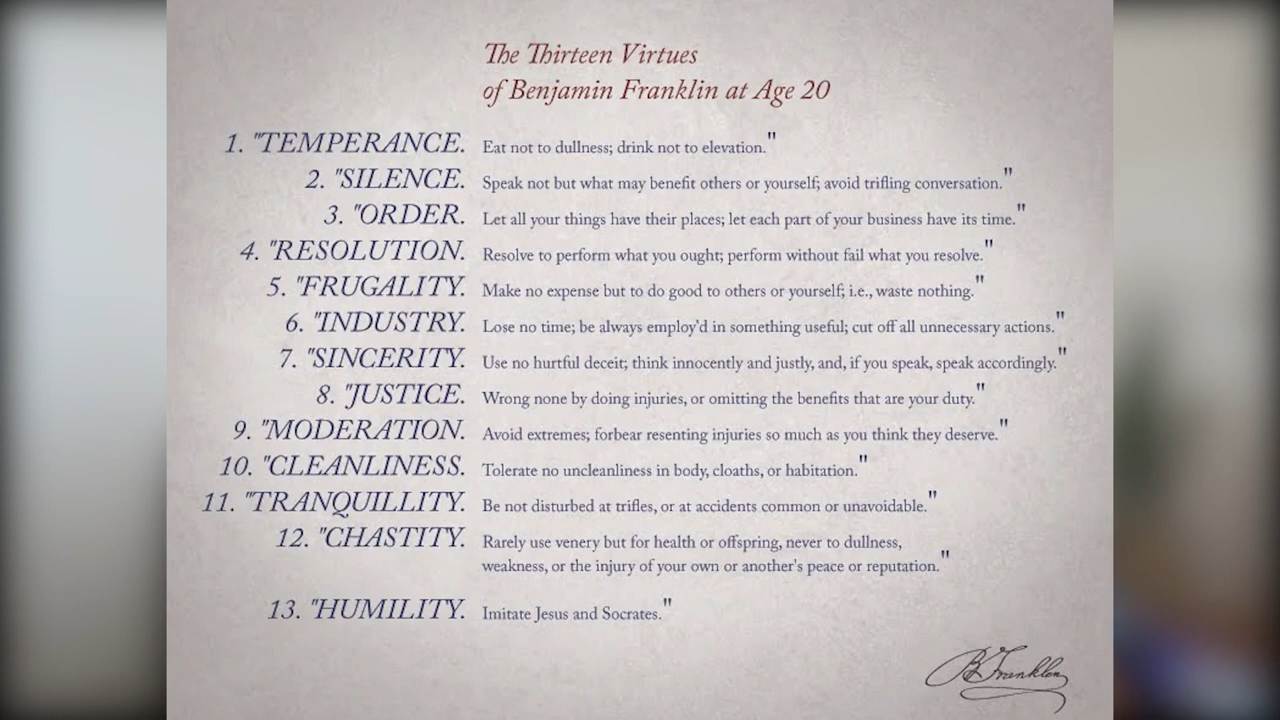 The Thirteen Virtues
of Benjamin Franklin at Age 20
1. "TEMPERANCE. Eat not to dullness; drink not to elevation."
2. "SILENCE. Speak not but what may benefit others or yourself; avoid trifling conversation."
3. "ORDER. Let all your things have their places; let each part of your business have its time."
4. "RESOLUTION. Resolve to perform what you ought; perform without fail what you resolve."
5. "FRUGALITY. Make no expense but to do good to others or yourself; i.e., waste nothing."
6. "INDUSTRY. Lose no time; be always employ'd in something useful; cut off all unnecessary actions."
7. "SINCERITY. Use no hurtful deceit; think innocently and justly, and, if you speak, speak accordingly."
8. "JUSTICE. Wrong none by doing injuries, or omitting the benefits that are your duty."
9. "MODERATION. Avoid extremes; forbear resenting injuries so much as you think they deserve."
10. "CLEANLINESS. Tolerate no uncleanliness in body, cloaths, or habitation."
11. "TRANQUILLITY. Be not disturbed at trifles, or at accidents common or unavoidable."
12. "CHASTITY. Rarely use venery but for health or offspring, never to dullness,
weakness, or the injury of your own or another's peace or reputation."
13. "HUMILITY. Imitate Jesus and Socrates."
B Franklin